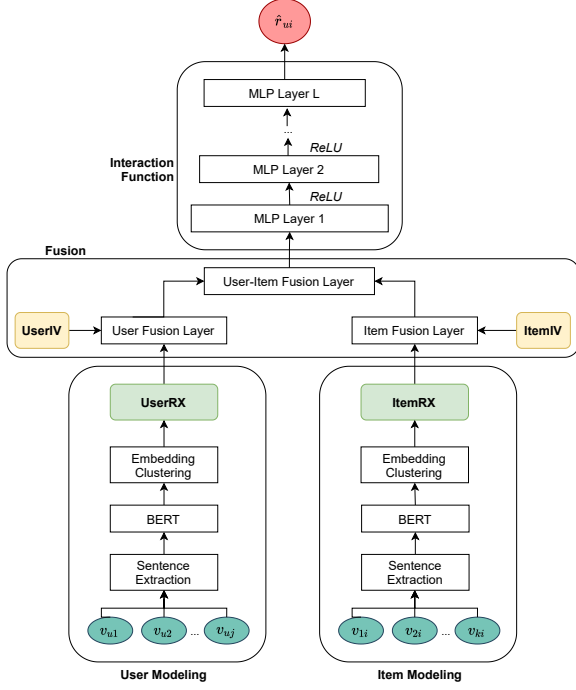 r̂ui
MLP Layer L
...
ReLU
MLP Layer 2
Interaction
Function
ReLU
MLP Layer 1
Fusion
User-Item Fusion Layer
UserIV
User Fusion Layer
Item Fusion Layer
ItemIV
UserRX
ItemRX
Embedding
Clustering
Embedding
Clustering
BERT
BERT
Sentence
Extraction
Sentence
Extraction
vu1 vu2 ... vuj
v1i v2i ... vki
User Modeling
Item Modeling